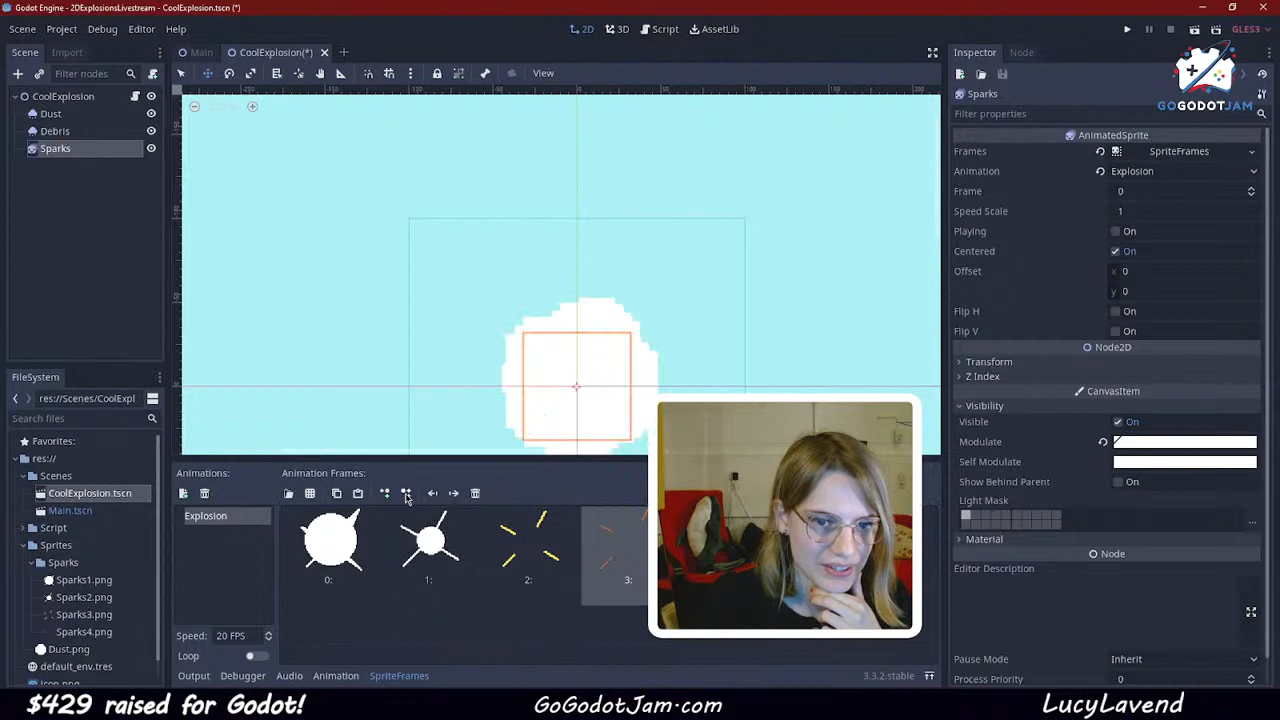 Godot Engine - 2DExplosionsLivestream - CoolExplosion.tscn (*)
Scene Project Debug Editor Help
2D 3D Script AssetLib
GLES3
Scene Import
Main CoolExplosion(*)
Inspector Node
Filter nodes
View
GOGODOTJAM
CoolExplosion
Dust
Debris
Sparks
Sparks
Filter properties
AnimatedSprite
Frames SpriteFrames
Animation Explosion
Frame 0
Speed Scale 1
Playing On
Centered On
Offset x 0
y 0
Flip H On
Flip V On
Node2D
Transform
Z Index
CanvasItem
Visibility
Visible On
Modulate
Self Modulate
Show Behind Parent On
Light Mask
Material
Node
Editor Description
Pause Mode Inherit
Process Priority 0
FileSystem
res://Scenes/CoolExpl
Search files
Favorites:
res://
Scenes
CoolExplosion.tscn
Main.tscn
Script
Sprites
Sparks
Sparks1.png
Sparks2.png
Sparks3.png
Sparks4.png
Dust.png
default_env.tres
Animations:
Animation Frames:
Explosion
0:
1:
2:
3:
Speed: 20 FPS
Loop
Output Debugger Audio Animation SpriteFrames
3.3.2.stable
$429 raised for Godot!
GoGodotJam.com
LucyLavend